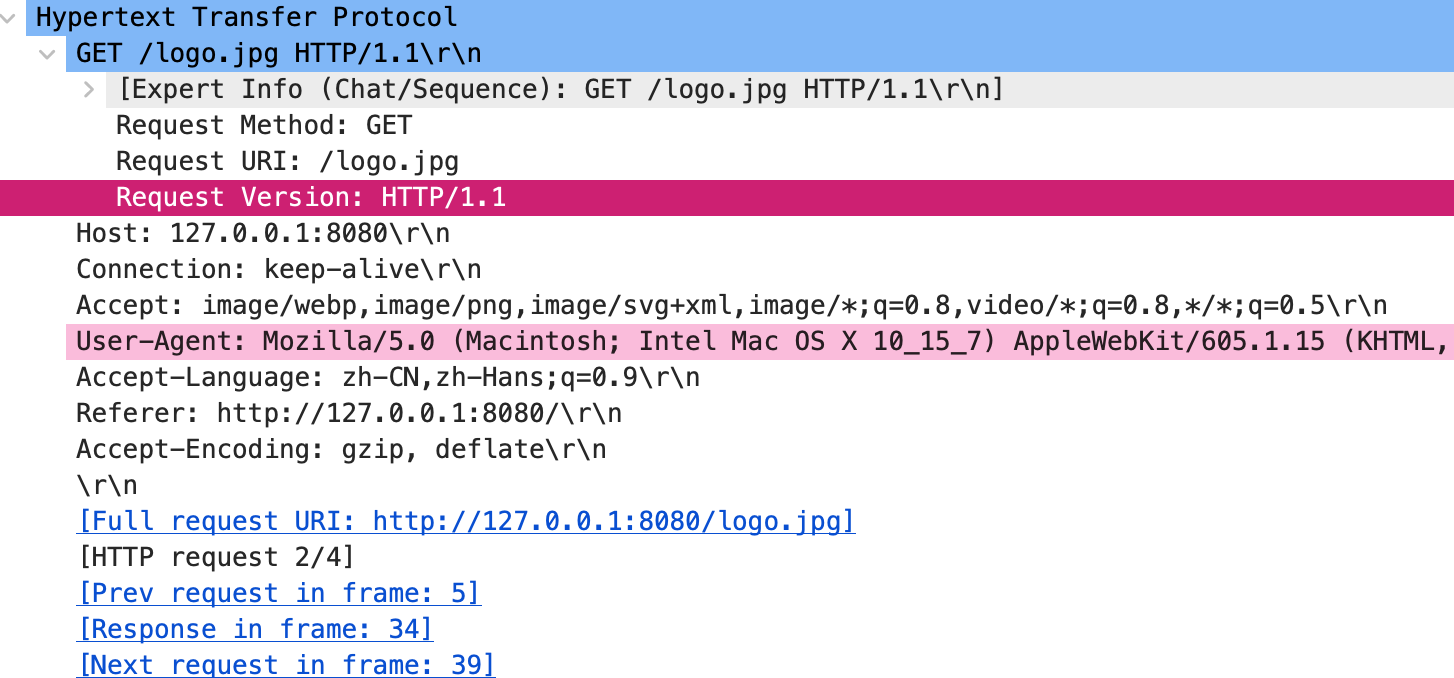 Hypertext Transfer Protocol
GET /logo.jpg HTTP/1.1\r\n
[Expert Info (Chat/Sequence): GET /logo.jpg HTTP/1.1\r\n]
Request Method: GET
Request URI: /logo.jpg
Request Version: HTTP/1.1
Host: 127.0.0.1:8080\r\n
Connection: keep-alive\r\n
Accept: image/webp,image/png,image/svg+xml,image/*;q=0.8,video/*;q=0.8,*/*;q=0.5\r\n
User-Agent: Mozilla/5.0 (Macintosh; Intel Mac OS X 10_15_7) AppleWebKit/605.1.15 (KHTML,
Accept-Language: zh-CN,zh-Hans;q=0.9\r\n
Referer: http://127.0.0.1:8080/\r\n
Accept-Encoding: gzip, deflate\r\n
\r\n
[Full request URI: http://127.0.0.1:8080/logo.jpg]
[HTTP request 2/4]
[Prev request in frame: 5]
[Response in frame: 34]
[Next request in frame: 39]